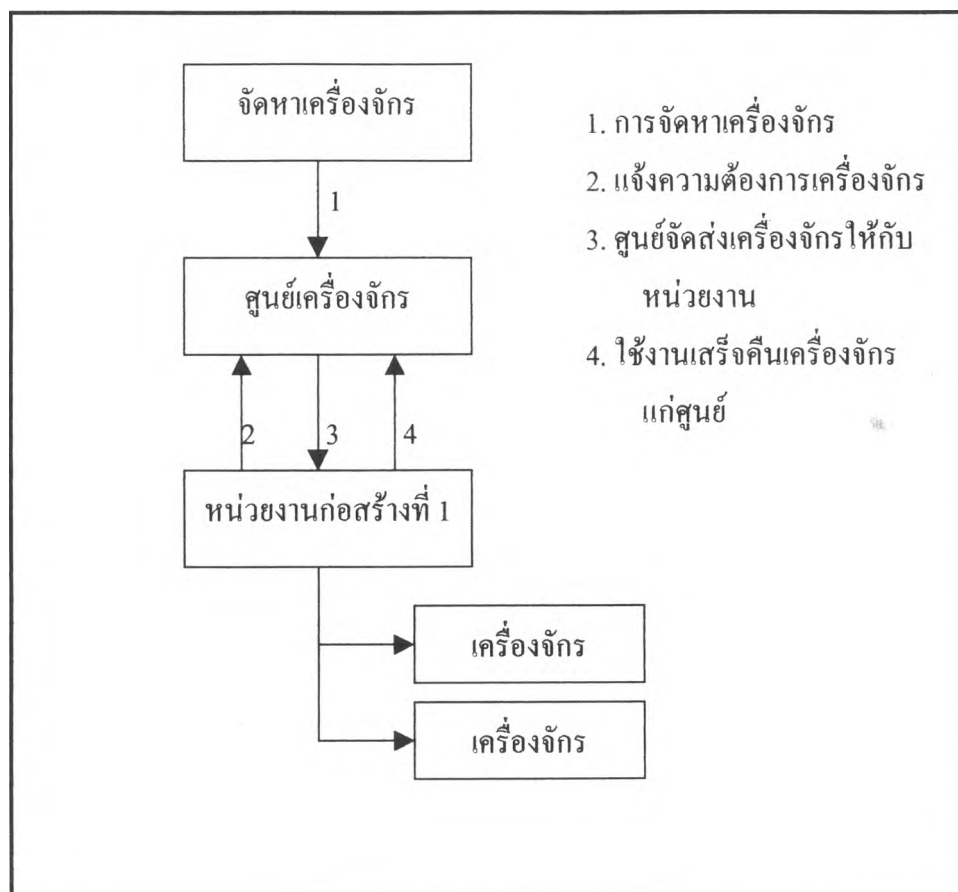 จัดหาเครื่องจักร
1
ศูนย์เครื่องจักร
2
3
4
หน่วยงานก่อสร้างที่ 1
เครื่องจักร
เครื่องจักร
1. การจัดหาเครื่องจักร
2. แจ้งความต้องการเครื่องจักร
3. ศูนย์จัดส่งเครื่องจักรให้กับ
หน่วยงาน
4. ใช้งานเสร็จคืนเครื่องจักร
แก่ศูนย์